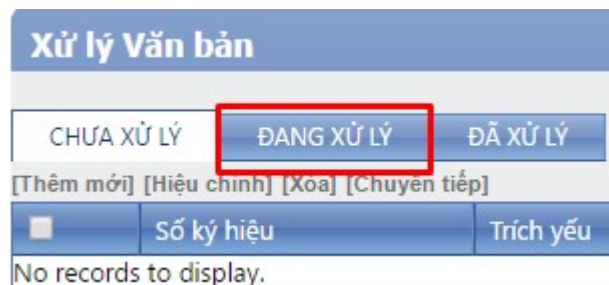 Xử lý Văn bản
CHƯA XỬ LÝ ĐANG XỬ LÝ ĐÃ XỬ LÝ
[Thêm mới] [Hiệu chỉnh] [Xóa] [Chuyển tiếp]
Số ký hiệu Trích yếu
No records to display.